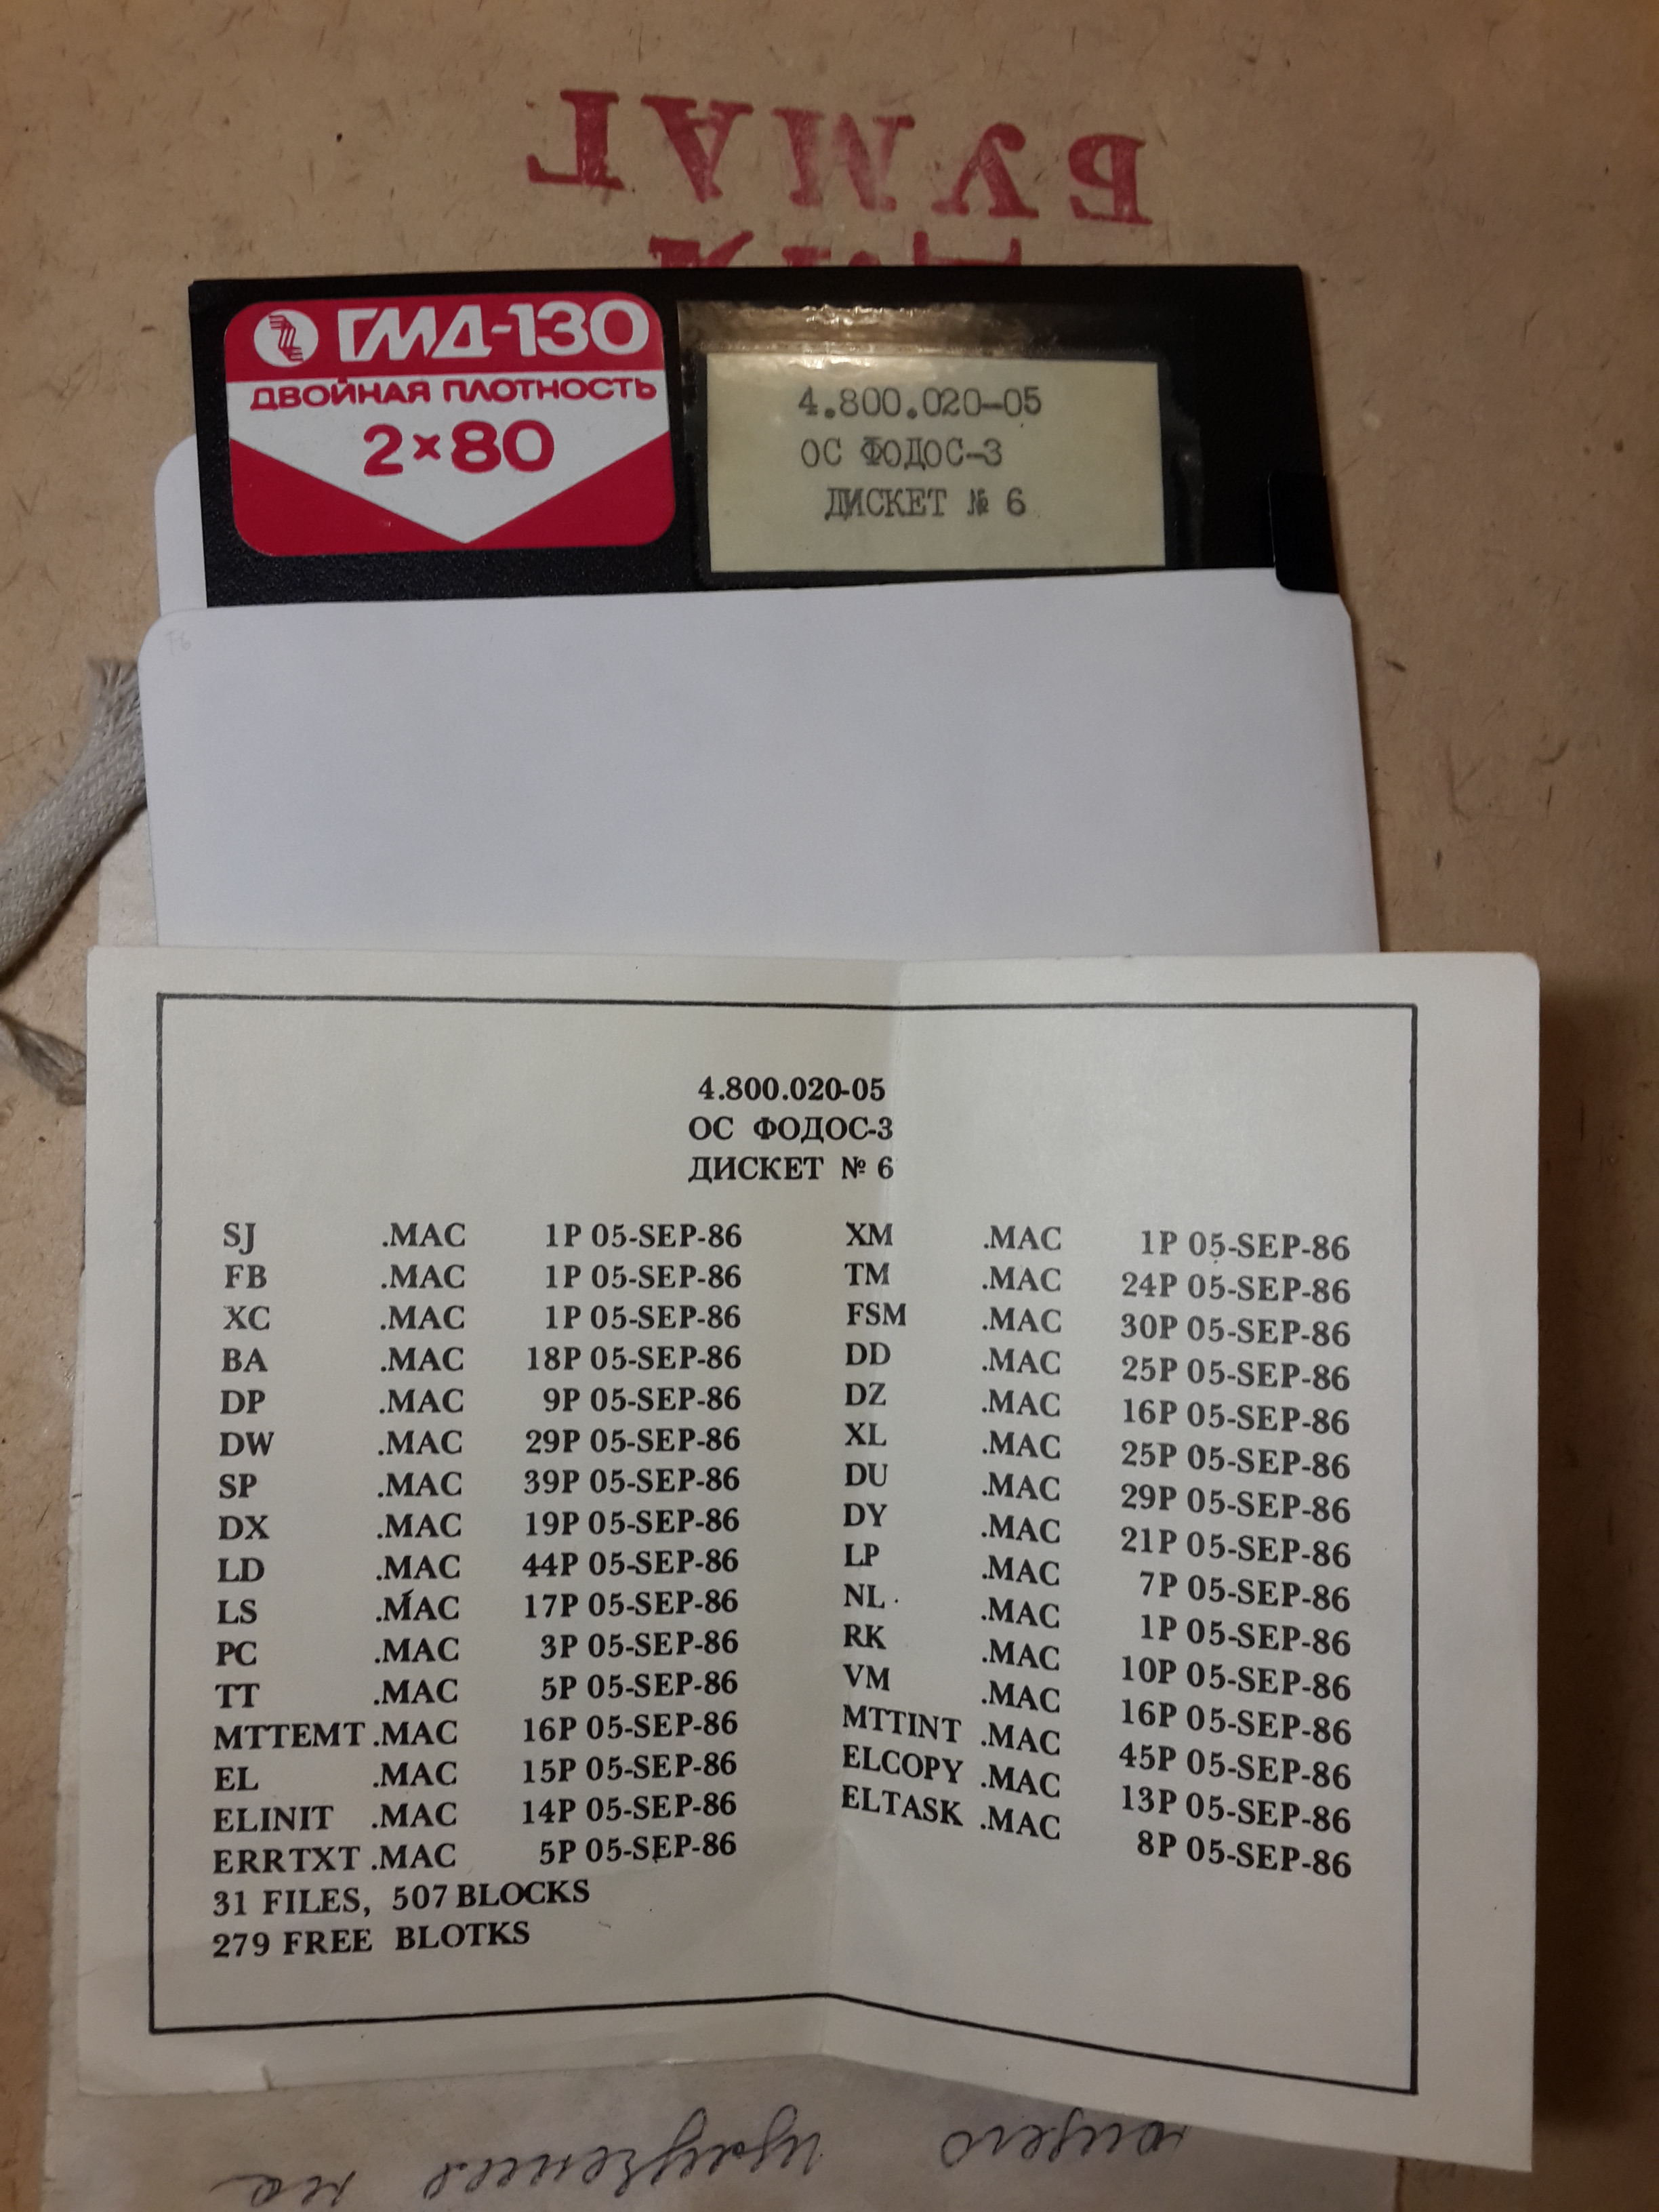 БУМАГ
ГМД-130
ДВОЙНАЯ ПЛОТНОСТЬ
2×80
4.800.020-05
ОС ФОДОС-3
ДИСКЕТ № 6
F6
4.800.020-05
ОС ФОДОС-3
ДИСКЕТ № 6
SJ .MAC 1P 05-SEP-86 XM .MAC 1P 05-SEP-86
FB .MAC 1P 05-SEP-86 TM .MAC 24P 05-SEP-86
XC .MAC 1P 05-SEP-86 FSM .MAC 30P 05-SEP-86
BA .MAC 18P 05-SEP-86 DD .MAC 25P 05-SEP-86
DP .MAC 9P 05-SEP-86 DZ .MAC 16P 05-SEP-86
DW .MAC 29P 05-SEP-86 XL .MAC 25P 05-SEP-86
SP .MAC 39P 05-SEP-86 DU .MAC 29P 05-SEP-86
DX .MAC 19P 05-SEP-86 DY .MAC 21P 05-SEP-86
LD .MAC 44P 05-SEP-86 LP .MAC 7P 05-SEP-86
LS .MAC 17P 05-SEP-86 NL .MAC 1P 05-SEP-86
PC .MAC 3P 05-SEP-86 RK .MAC 10P 05-SEP-86
TT .MAC 5P 05-SEP-86 VM .MAC 16P 05-SEP-86
MTTEMT .MAC 16P 05-SEP-86 MTTINT .MAC 45P 05-SEP-86
EL .MAC 15P 05-SEP-86 ELCOPY .MAC 13P 05-SEP-86
ELINIT .MAC 14P 05-SEP-86 ELTASK .MAC 8P 05-SEP-86
ERRTXT .MAC 5P 05-SEP-86
31 FILES, 507 BLOCKS
279 FREE BLOTKS